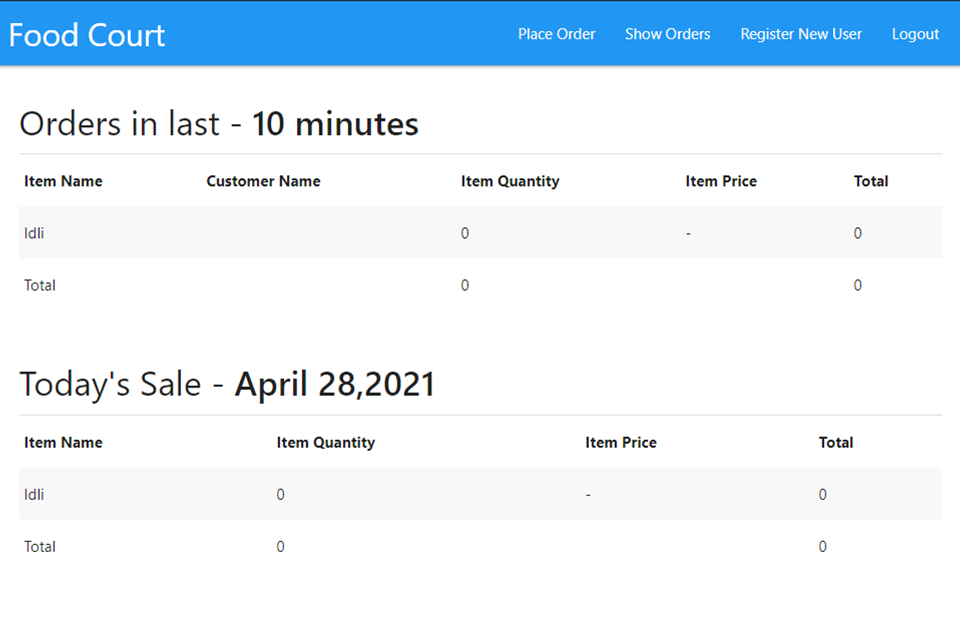 Food Court Place Order Show Orders Register New User Logout
Orders in last - 10 minutes
Item Name Customer Name Item Quantity Item Price Total
Idli 0 - 0
Total 0 0
Today's Sale - April 28,2021
Item Name Item Quantity Item Price Total
Idli 0 - 0
Total 0 0